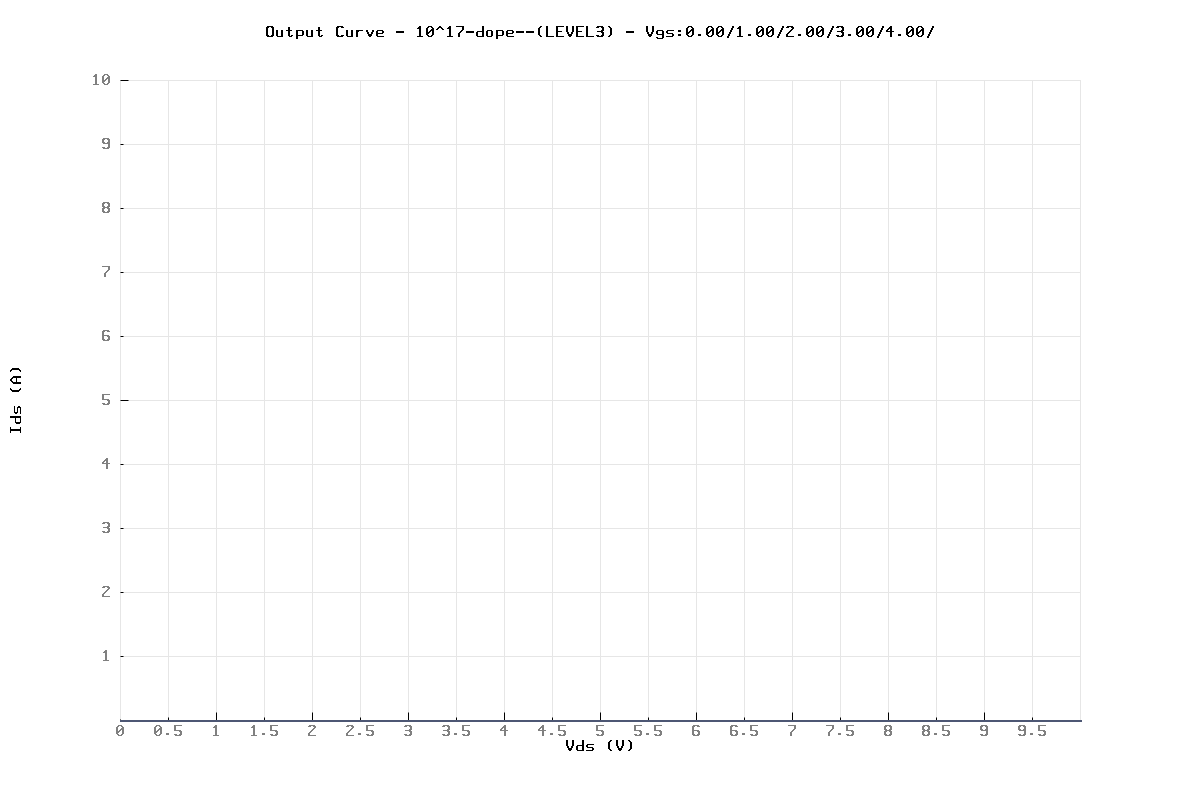 Output Curve - 10^17-dope--(LEVEL3) - Vgs:0.00/1.00/2.00/3.00/4.00/
10
9
8
7
6
5
4
3
2
1
Ids (A)
0 0.5 1 1.5 2 2.5 3 3.5 4 4.5 5 5.5 6 6.5 7 7.5 8 8.5 9 9.5
Vds (V)